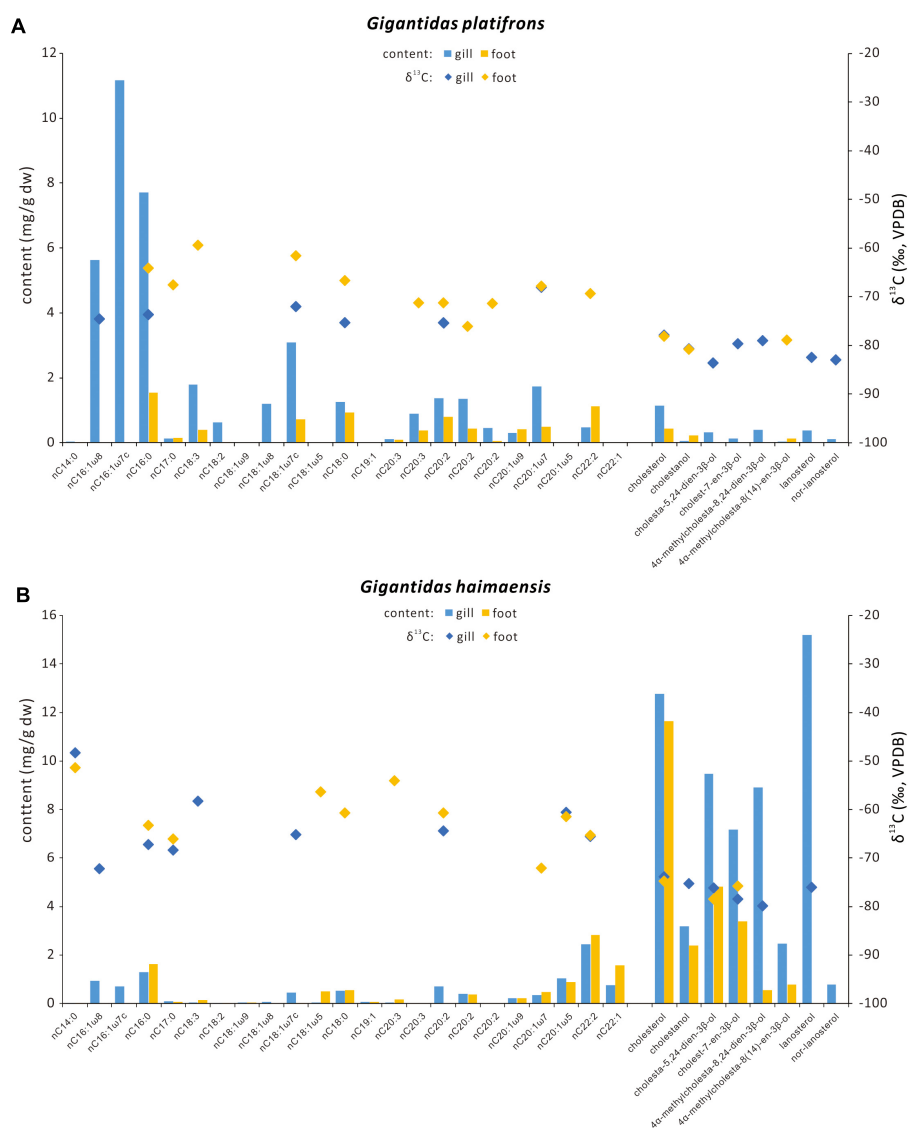 A
Gigantidas platifrons
content: gill foot
δ¹³C: gill foot
12
10
8
6
4
2
0
content (mg/g dw)
-20
-30
-40
-50
-60
-70
-80
-90
-100
δ¹³C (‰, VPDB)
nC14:0
nC16:1ω8
nC16:1ω7c
nC16:0
nC17:0
nC18:3
nC18:2
nC18:1ω9
nC18:1ω8
nC18:1ω7c
nC18:1ω5
nC18:0
nC19:1
nC20:3
nC20:3
nC20:2
nC20:2
nC20:2
nC20:1ω9
nC20:1ω7
nC20:1ω5
nC22:2
nC22:1
cholesterol
cholestanol
cholesta-5,24-dien-3β-ol
cholest-7-en-3β-ol
4α-methylcholesta-8,24-dien-3β-ol
4α-methylcholesta-8(14)-en-3β-ol
lanosterol
nor-lanosterol
B
Gigantidas haimaensis
content: gill foot
δ¹³C: gill foot
16
14
12
10
8
6
4
2
0
conttent (mg/g dw)
-20
-30
-40
-50
-60
-70
-80
-90
-100
δ¹³C (‰, VPDB)
nC14:0
nC16:1ω8
nC16:1ω7c
nC16:0
nC17:0
nC18:3
nC18:2
nC18:1ω9
nC18:1ω8
nC18:1ω7c
nC18:1ω5
nC18:0
nC19:1
nC20:3
nC20:3
nC20:2
nC20:2
nC20:2
nC20:1ω9
nC20:1ω7
nC20:1ω5
nC22:2
nC22:1
cholesterol
cholestanol
cholesta-5,24-dien-3β-ol
cholest-7-en-3β-ol
4α-methylcholesta-8,24-dien-3β-ol
4α-methylcholesta-8(14)-en-3β-ol
lanosterol
nor-lanosterol